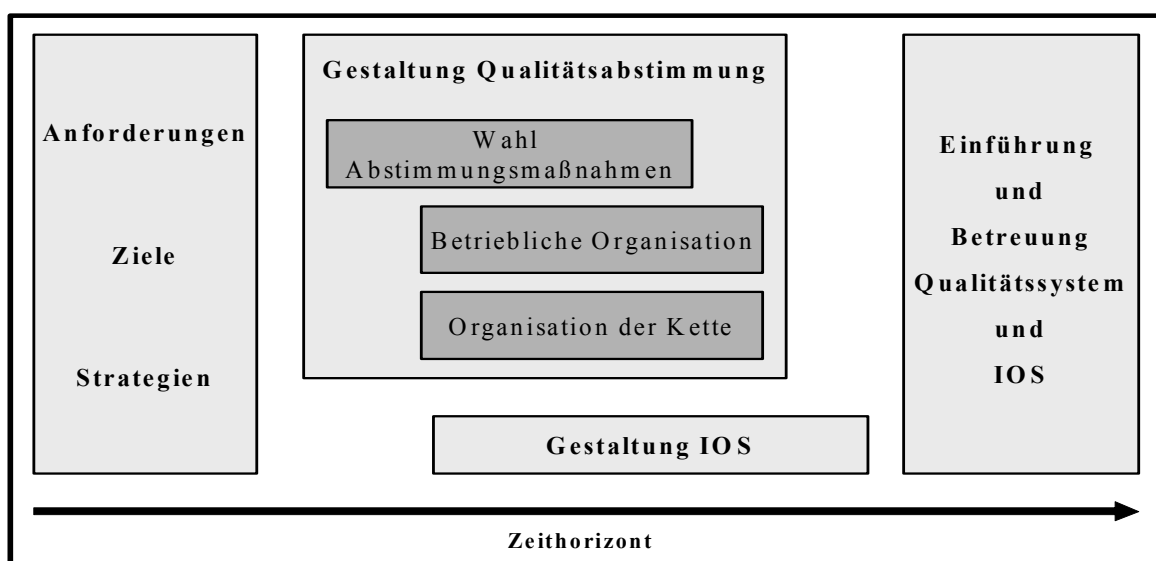 Anforderungen
Ziele
Strategien
Gestaltung Qualitätsabstimmung
Wahl
Abstimmungsmaßnahmen
Betriebliche Organisation
Organisation der Kette
Gestaltung IOS
Einführung
und
Betreuung
Qualitätssystem
und
IOS
Zeithorizont